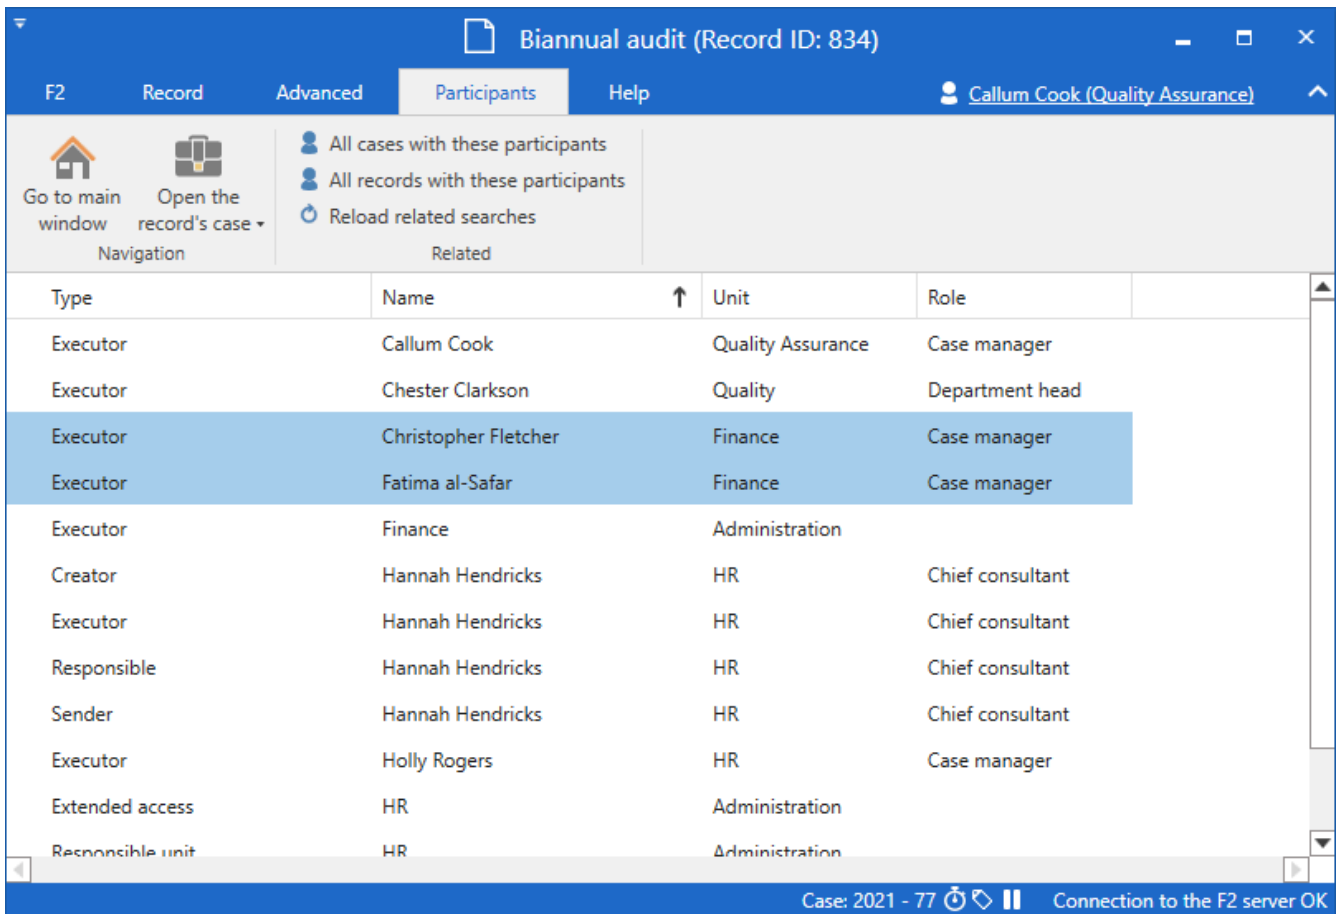 Biannual audit (Record ID: 834)
F2 Record Advanced Participants Help Callum Cook (Quality Assurance)
Go to main window
Open the record's case
Navigation
All cases with these participants
All records with these participants
Reload related searches
Related
Type Name Unit Role
Executor Callum Cook Quality Assurance Case manager
Executor Chester Clarkson Quality Department head
Executor Christopher Fletcher Finance Case manager
Executor Fatima al-Safar Finance Case manager
Executor Finance Administration
Creator Hannah Hendricks HR Chief consultant
Executor Hannah Hendricks HR Chief consultant
Responsible Hannah Hendricks HR Chief consultant
Sender Hannah Hendricks HR Chief consultant
Executor Holly Rogers HR Case manager
Extended access HR Administration
Responsible unit HR Administration
Case: 2021 - 77 Connection to the F2 server OK